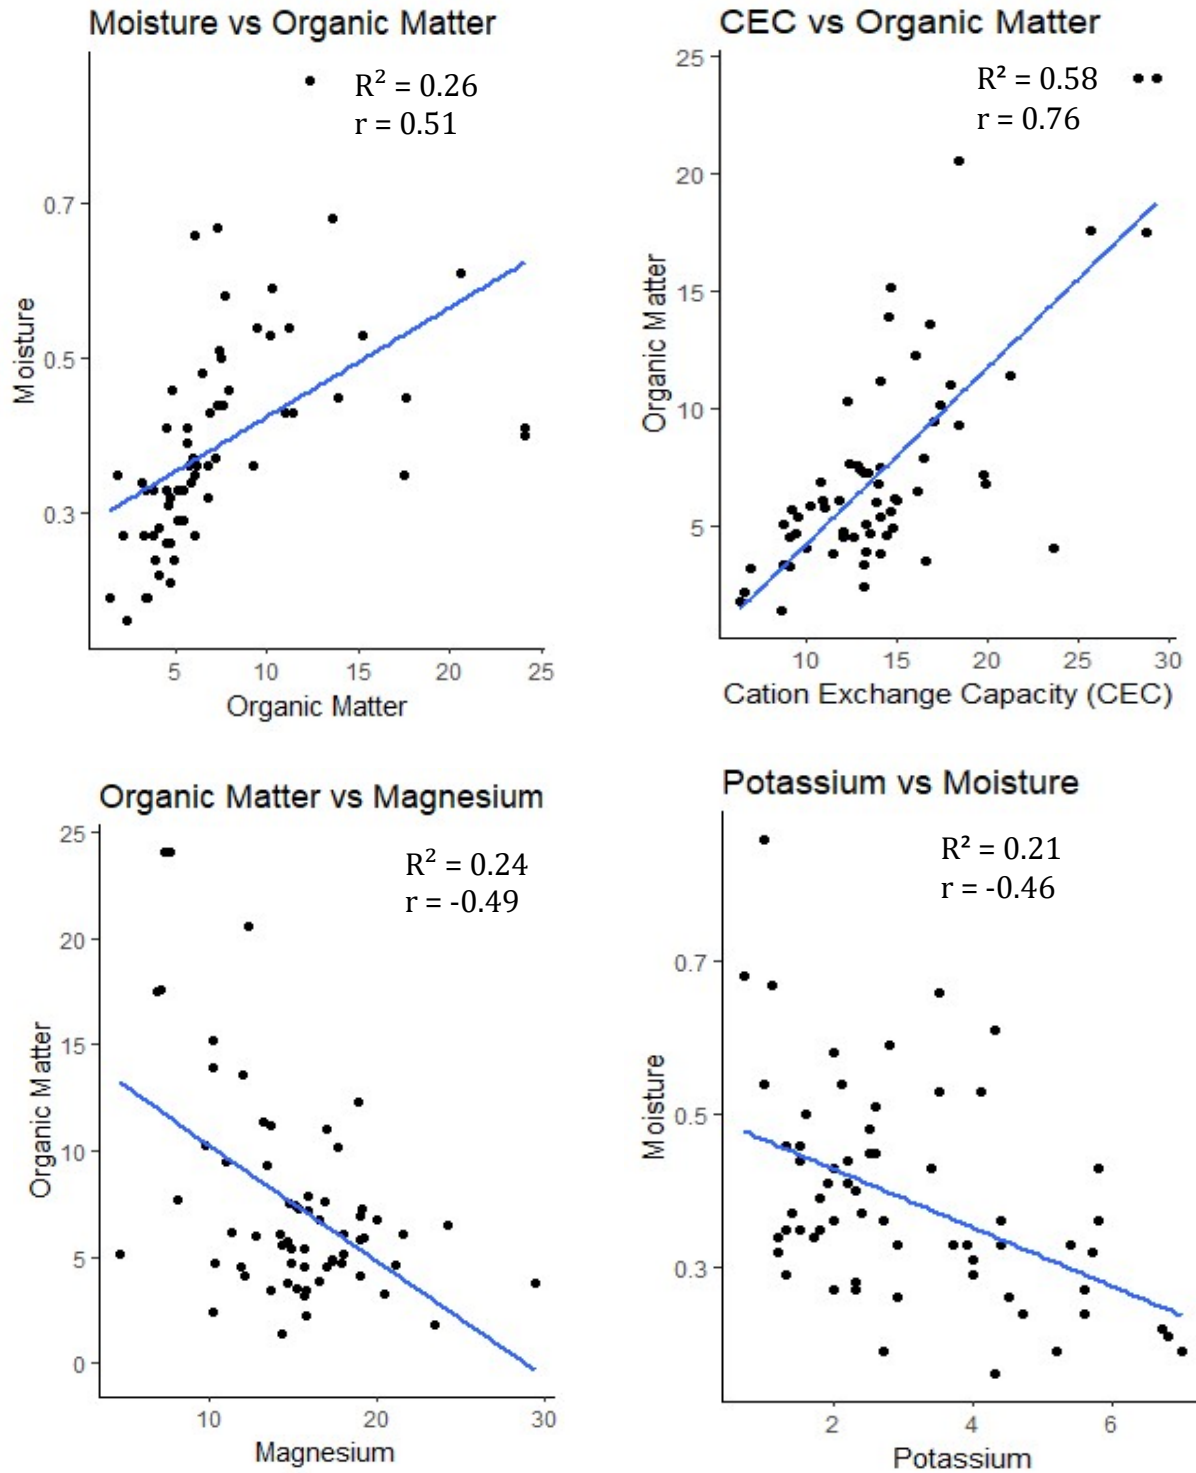 Moisture vs Organic Matter
R² = 0.26
r = 0.51
Moisture
0.7
0.5
0.3
5 10 15 20 25
Organic Matter
CEC vs Organic Matter
R² = 0.58
r = 0.76
Organic Matter
25
20
15
10
5
10 15 20 25 30
Cation Exchange Capacity (CEC)
Organic Matter vs Magnesium
R² = 0.24
r = -0.49
Organic Matter
25
20
15
10
5
0
10 20 30
Magnesium
Potassium vs Moisture
R² = 0.21
r = -0.46
Moisture
0.7
0.5
0.3
2 4 6
Potassium